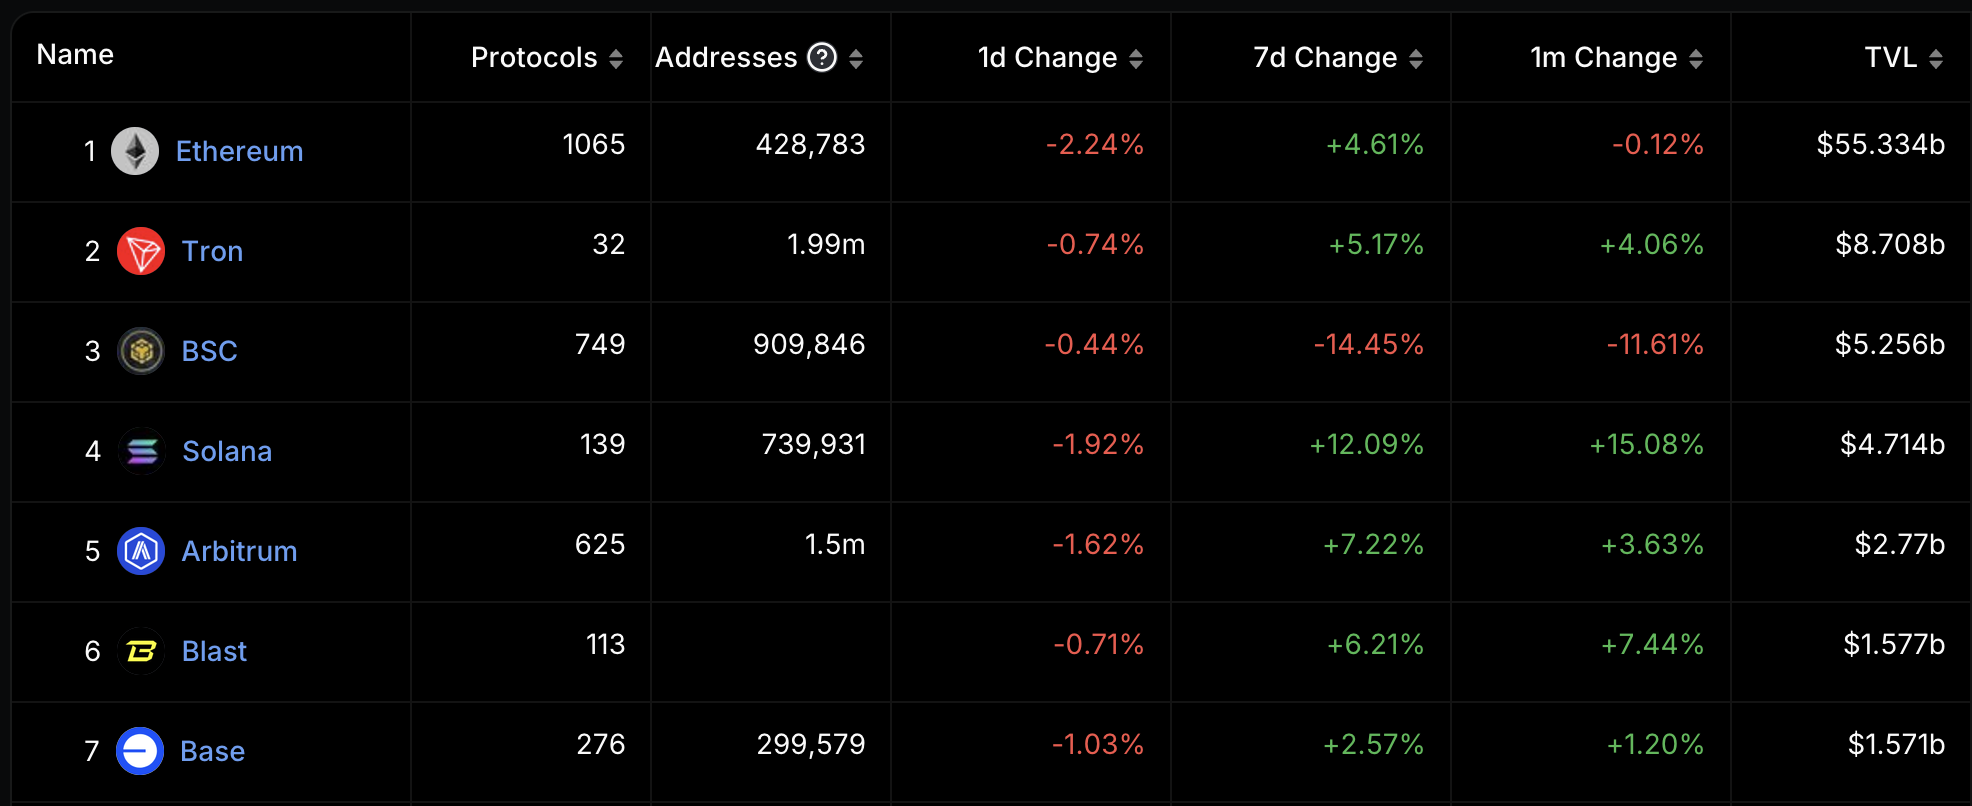 Name Protocols Addresses ? 1d Change 7d Change 1m Change TVL
1 Ethereum 1065 428,783 -2.24% +4.61% -0.12% $55.334b
2 Tron 32 1.99m -0.74% +5.17% +4.06% $8.708b
3 BSC 749 909,846 -0.44% -14.45% -11.61% $5.256b
4 Solana 139 739,931 -1.92% +12.09% +15.08% $4.714b
5 Arbitrum 625 1.5m -1.62% +7.22% +3.63% $2.77b
6 Blast 113 -0.71% +6.21% +7.44% $1.577b
7 Base 276 299,579 -1.03% +2.57% +1.20% $1.571b